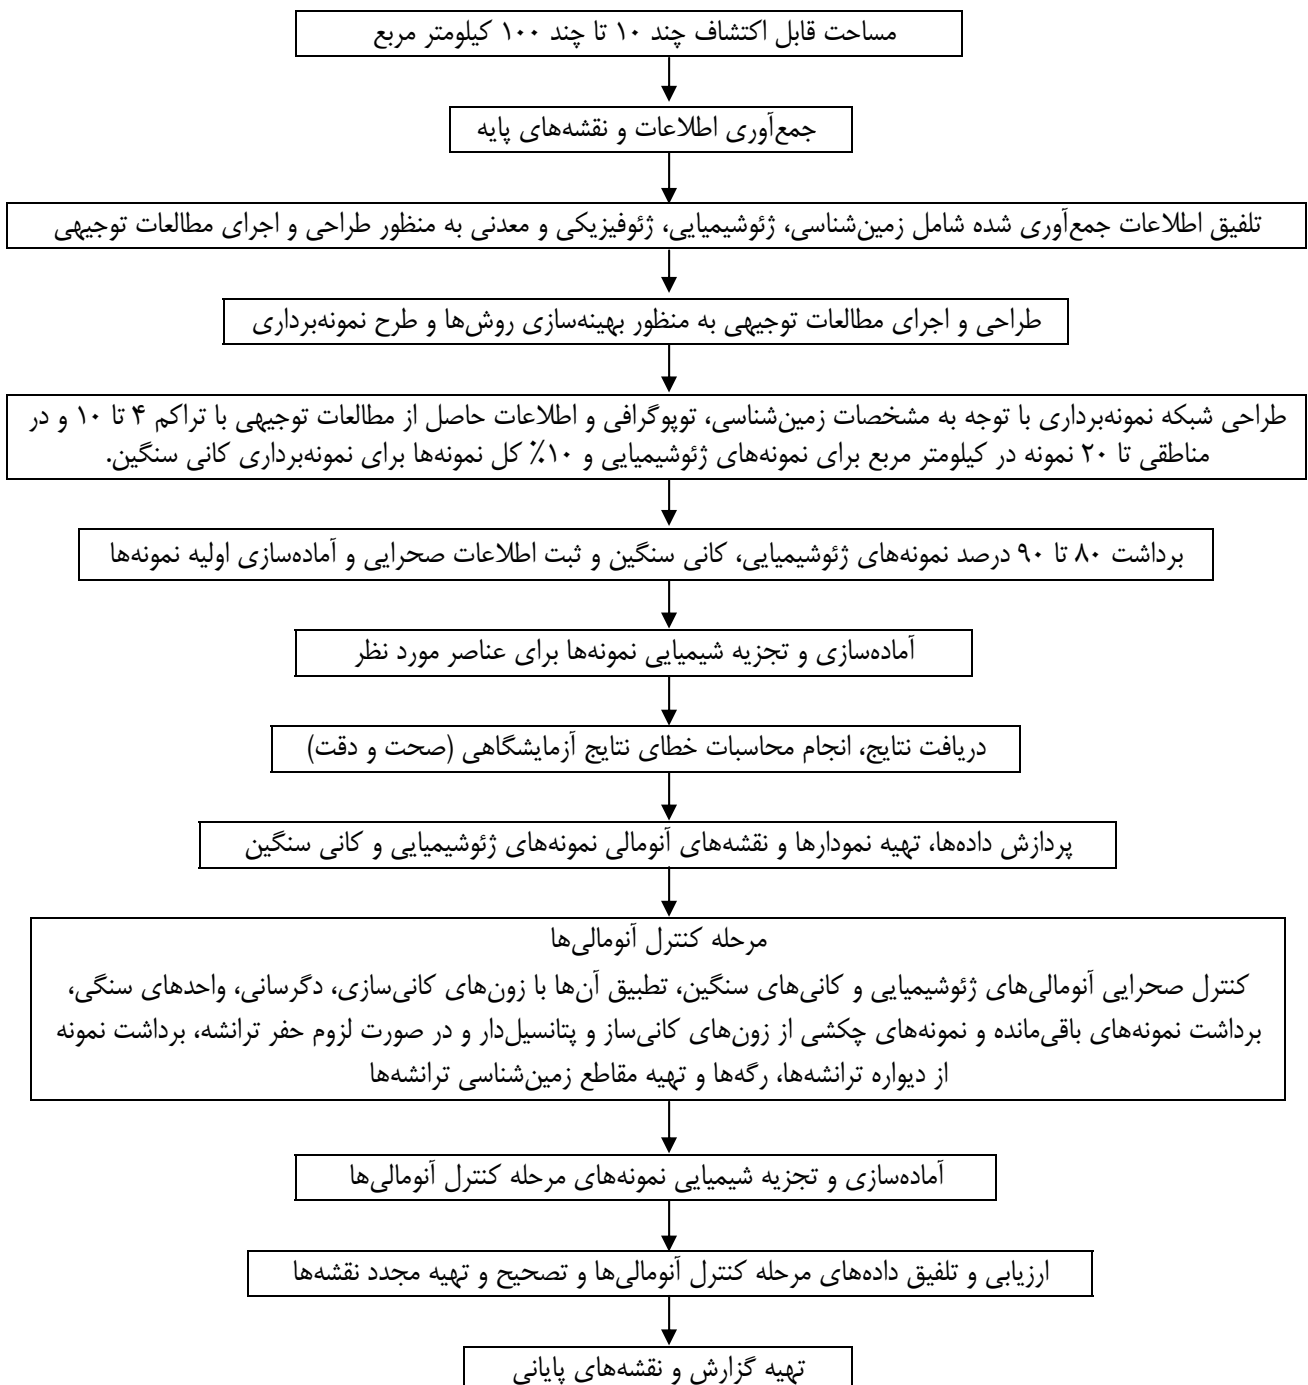 مساحت قابل اکتشاف چند ۱۰ تا چند ۱۰۰ کیلومتر مربع
جمع‌آوری اطلاعات و نقشه‌های پایه
تلفیق اطلاعات جمع‌آوری شده شامل زمین‌شناسی، ژئوشیمیایی، ژئوفیزیکی و معدنی به منظور طراحی و اجرای مطالعات توجیهی
طراحی و اجرای مطالعات توجیهی به منظور بهینه‌سازی روش‌ها و طرح نمونه‌برداری
طراحی شبکه نمونه‌برداری با توجه به مشخصات زمین‌شناسی، توپوگرافی و اطلاعات حاصل از مطالعات توجیهی با تراکم ۴ تا ۱۰ و در
مناطقی تا ۲۰ نمونه در کیلومتر مربع برای نمونه‌های ژئوشیمیایی و ۱۰٪ کل نمونه‌ها برای نمونه‌برداری کانی سنگین.
برداشت ۸۰ تا ۹۰ درصد نمونه‌های ژئوشیمیایی، کانی سنگین و ثبت اطلاعات صحرایی و آماده‌سازی اولیه نمونه‌ها
آماده‌سازی و تجزیه شیمیایی نمونه‌ها برای عناصر مورد نظر
دریافت نتایج، انجام محاسبات خطای نتایج آزمایشگاهی (صحت و دقت)
پردازش داده‌ها، تهیه نمودارها و نقشه‌های آنومالی نمونه‌های ژئوشیمیایی و کانی سنگین
مرحله کنترل آنومالی‌ها
کنترل صحرایی آنومالی‌های ژئوشیمیایی و کانی‌های سنگین، تطبیق آن‌ها با زون‌های کانی‌سازی، دگرسانی، واحدهای سنگی،
برداشت نمونه‌های باقی‌مانده و نمونه‌های چکشی از زون‌های کانی‌ساز و پتانسیل‌دار و در صورت لزوم حفر ترانشه، برداشت نمونه
از دیواره ترانشه‌ها، رگه‌ها و تهیه مقاطع زمین‌شناسی ترانشه‌ها
آماده‌سازی و تجزیه شیمیایی نمونه‌های مرحله کنترل آنومالی‌ها
ارزیابی و تلفیق داده‌های مرحله کنترل آنومالی‌ها و تصحیح و تهیه مجدد نقشه‌ها
تهیه گزارش و نقشه‌های پایانی